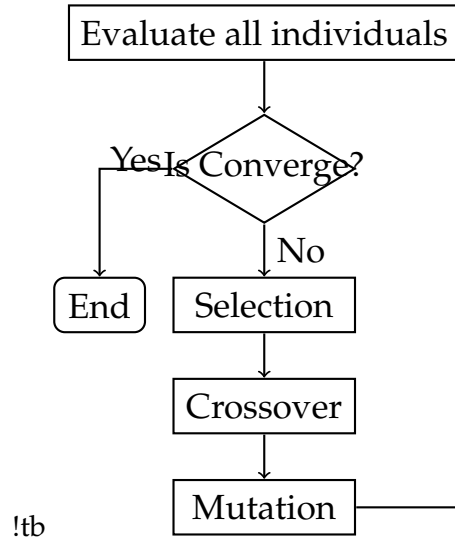 Evaluate all individuals
Yes
Is Converge?
No
End
Selection
Crossover
Mutation
!tb